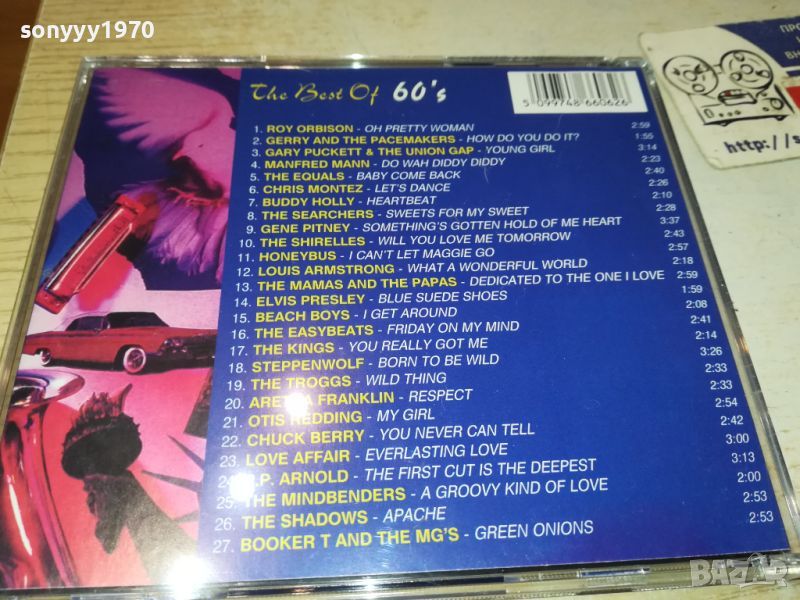 sonyyy1970
The Best Of 60's
5 099748 660626
ПРО
ВН
http://s
1. ROY ORBISON - OH PRETTY WOMAN 2:59
2. GERRY AND THE PACEMAKERS - HOW DO YOU DO IT? 1:55
3. GARY PUCKETT & THE UNION GAP - YOUNG GIRL 3:14
4. MANFRED MANN - DO WAH DIDDY DIDDY 2:23
5. THE EQUALS - BABY COME BACK 2:40
6. CHRIS MONTEZ - LET'S DANCE 2:26
7. BUDDY HOLLY - HEARTBEAT 2:10
8. THE SEARCHERS - SWEETS FOR MY SWEET 2:28
9. GENE PITNEY - SOMETHING'S GOTTEN HOLD OF ME HEART 3:37
10. THE SHIRELLES - WILL YOU LOVE ME TOMORROW 2:43
11. HONEYBUS - I CAN'T LET MAGGIE GO 2:57
12. LOUIS ARMSTRONG - WHAT A WONDERFUL WORLD 2:18
13. THE MAMAS AND THE PAPAS - DEDICATED TO THE ONE I LOVE 2:59
14. ELVIS PRESLEY - BLUE SUEDE SHOES 1:59
15. BEACH BOYS - I GET AROUND 2:08
16. THE EASYBEATS - FRIDAY ON MY MIND 2:41
17. THE KINGS - YOU REALLY GOT ME 2:14
18. STEPPENWOLF - BORN TO BE WILD 3:26
19. THE TROGGS - WILD THING 2:33
20. ARETHA FRANKLIN - RESPECT 2:33
21. OTIS REDDING - MY GIRL 2:54
22. CHUCK BERRY - YOU NEVER CAN TELL 2:42
23. LOVE AFFAIR - EVERLASTING LOVE 3:00
24. P.P. ARNOLD - THE FIRST CUT IS THE DEEPEST 3:13
25. THE MINDBENDERS - A GROOVY KIND OF LOVE 2:00
26. THE SHADOWS - APACHE 2:53
27. BOOKER T AND THE MG'S - GREEN ONIONS 2:53
BAZAR